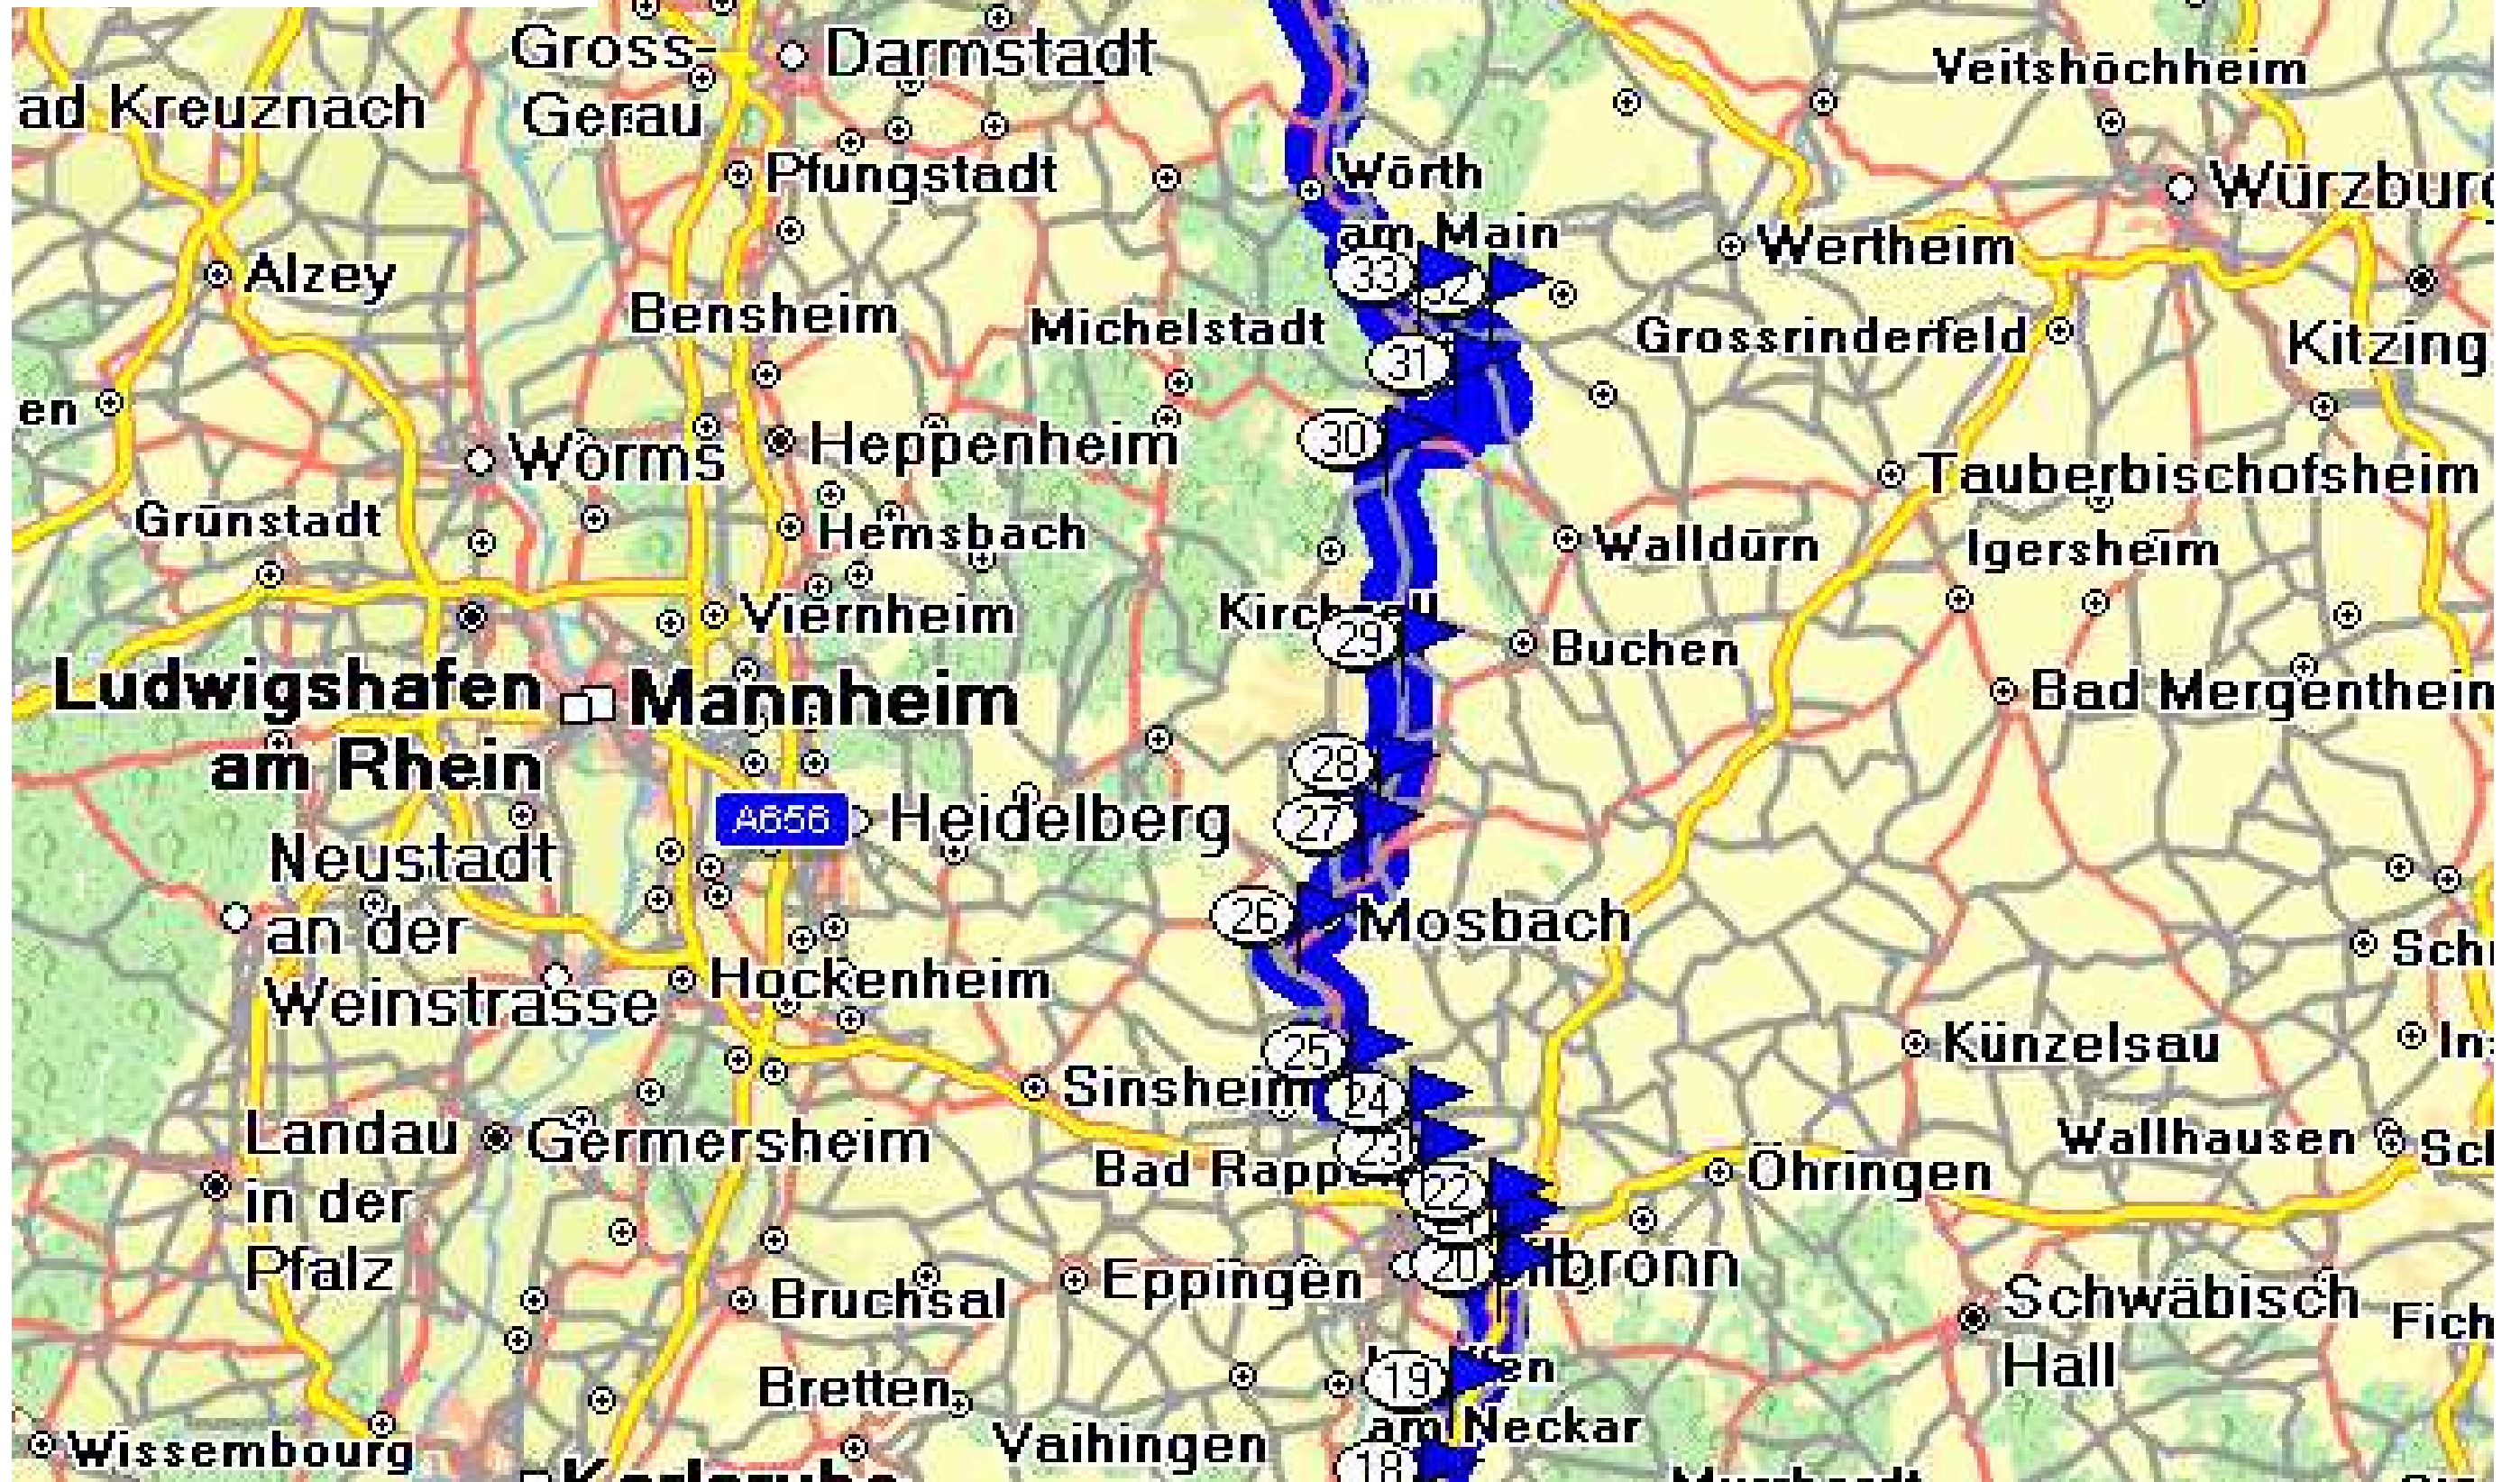 Gross-
Gerau
Darmstadt
Veitshöchheim
ad Kreuznach
Pfungstadt
Wörth
am Main
Würzburg
Wertheim
Alzey
33
32
Bensheim
Michelstadt
Grossrinderfeld
Kitzing
31
en
30
Worms
Heppenheim
Tauberbischofsheim
Grünstadt
Hemsbach
Walldürn
Igersheim
Viernheim
29
Buchen
Ludwigshafen
am Rhein
Mannheim
Bad Mergentheim
28
A656
Heidelberg
27
Neustadt
an der
Weinstrasse
26
Mosbach
Hockenheim
Künzelsau
25
Sinsheim
24
Landau
in der
Pfalz
Germersheim
23
Wallhausen
Bad Rapp
22
Öhringen
20
lbronn
Eppingen
Bruchsal
Schwäbisch
Hall
Fich
19
en
am Neckar
Bretten
Vaihingen
Wissembourg
18
Karlsruhe